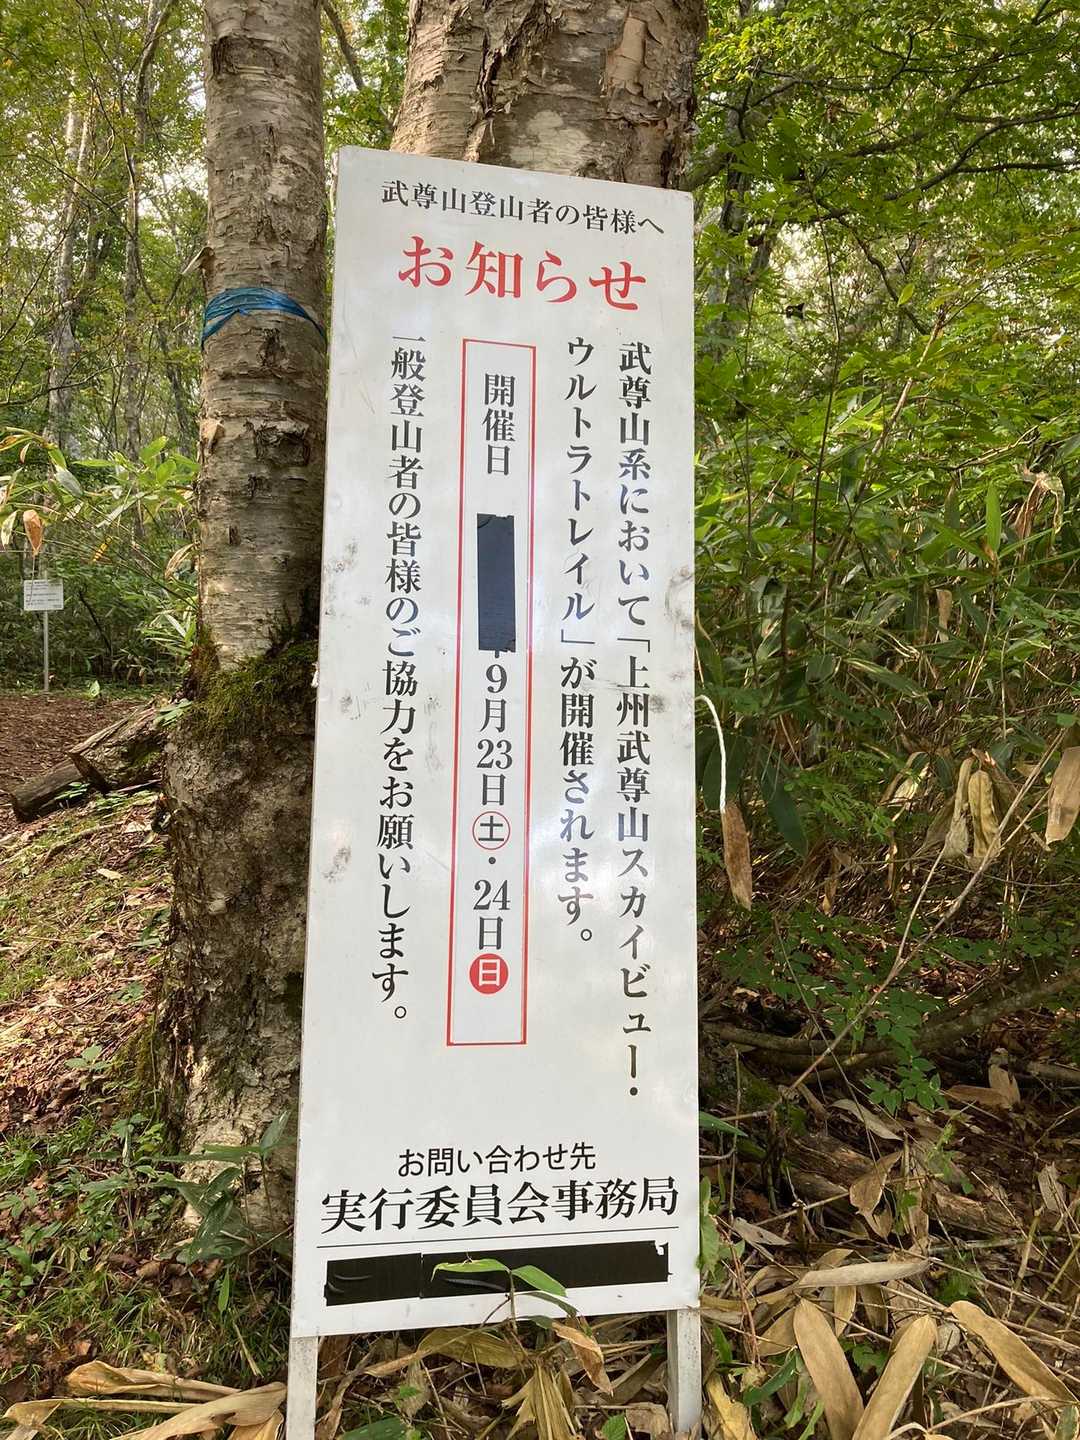 武尊山登山者の皆様へ
お知らせ
武尊山系において「上州武尊山スカイビュー・
ウルトラトレイル」が開催されます。
開催日 9月23日土・24日日
一般登山者の皆様のご協力をお願いします。
お問い合わせ先
実行委員会事務局